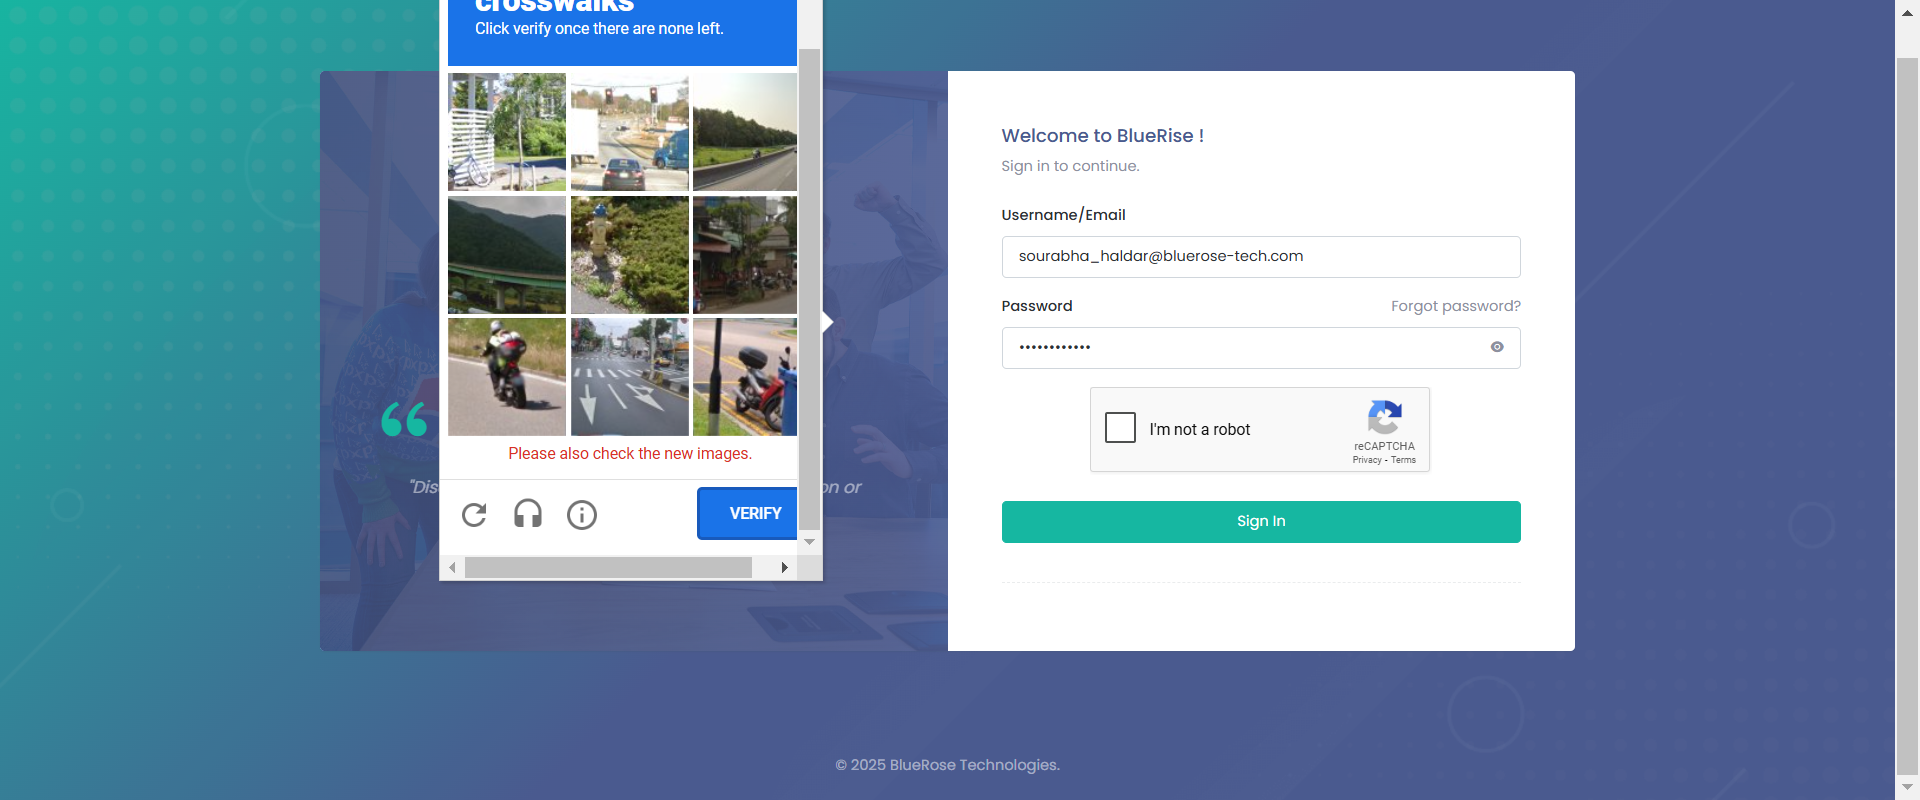 crosswalks
Click verify once there are none left.
Please also check the new images.
VERIFY
"Dis
on or
Welcome to BlueRise !
Sign in to continue.
Username/Email
sourabha_haldar@bluerose-tech.com
Password
Forgot password?
I'm not a robot
reCAPTCHA
Privacy - Terms
Sign In
© 2025 BlueRose Technologies.